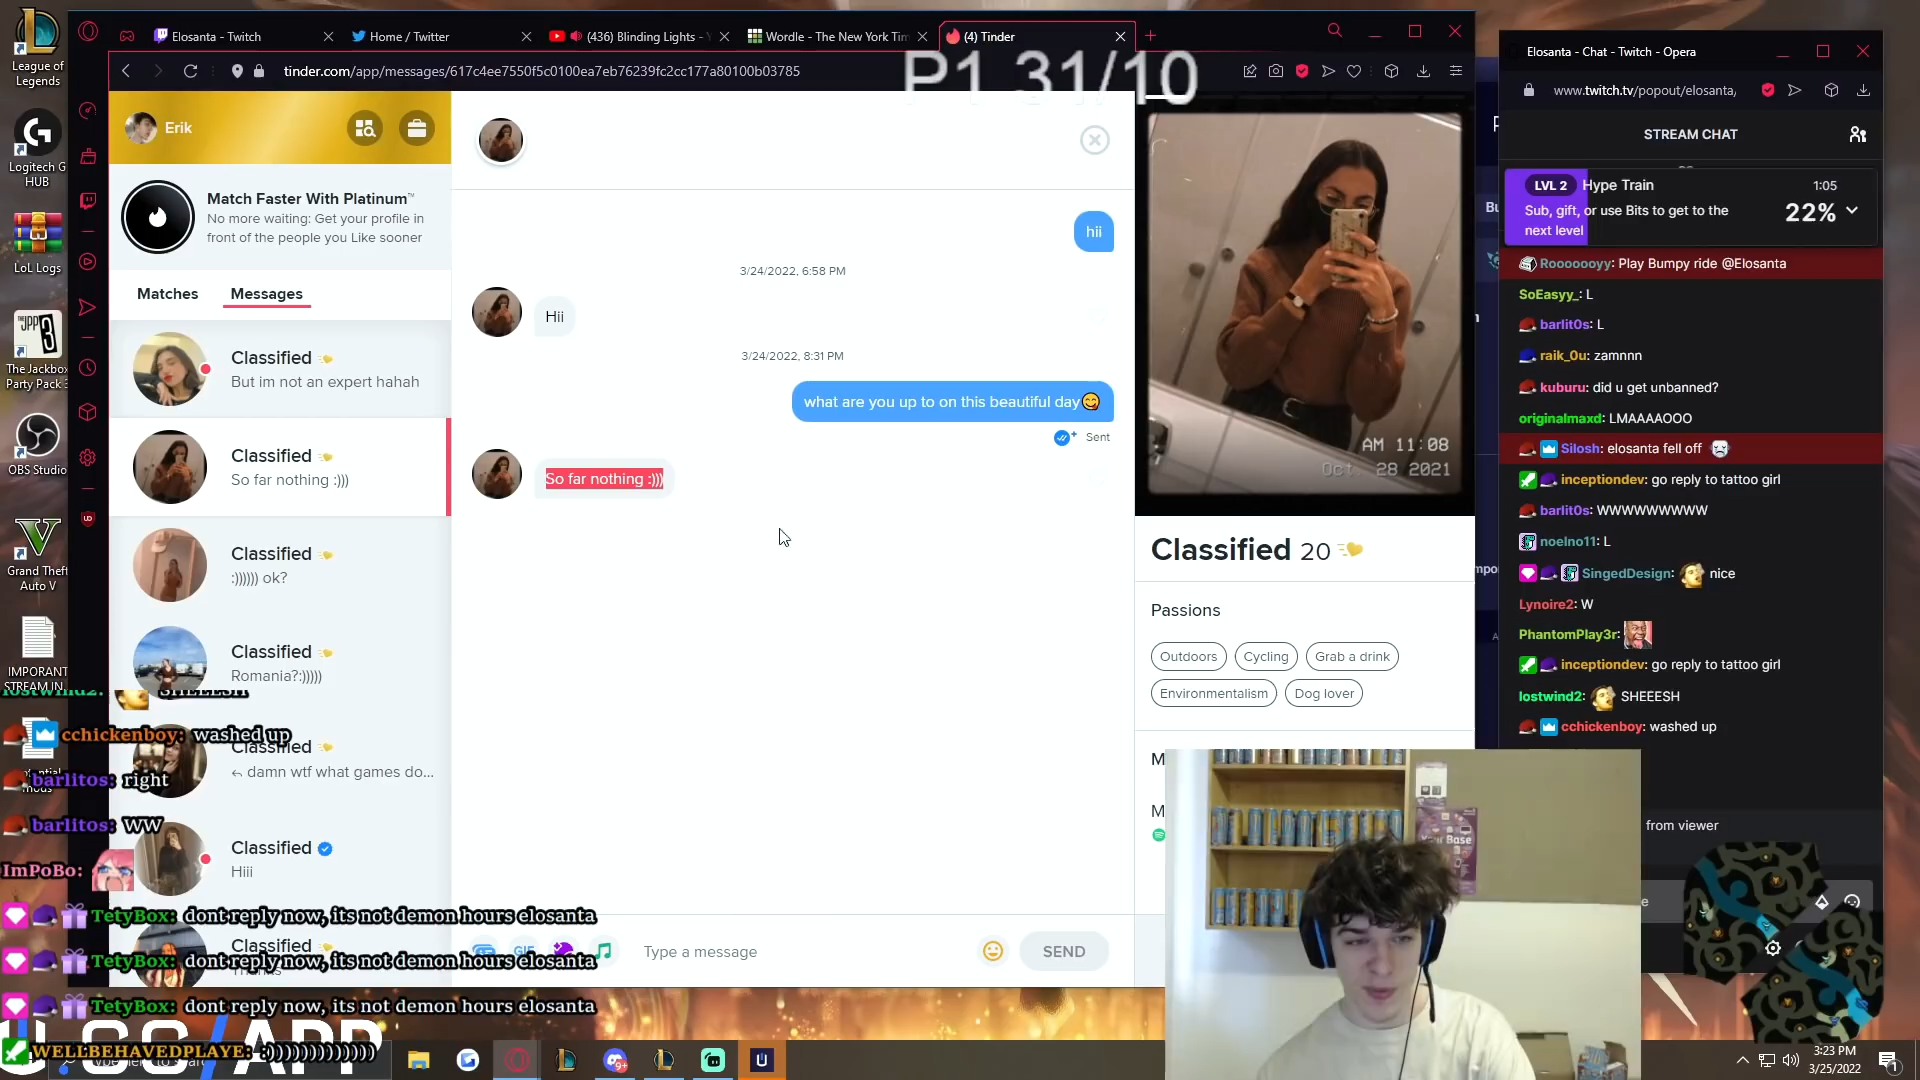 Elosanta - Twitch
Home / Twitter
(436) Blinding Lights - Y
Wordle - The New York Tim
(4) Tinder
tinder.com/app/messages/617c4ee7550f5c0100ea7eb76239fc2cc177a80100b03785
P1 31/10
League of
Legends
Logitech G
HUB
LoL Logs
The Jackbox
Party Pack 3
OBS Studio
Grand Theft
Auto V
IMPORANT
STREAM IN
Erik
Match Faster With Platinum™
No more waiting: Get your profile in
front of the people you Like sooner
Matches
Messages
Classified
But im not an expert hahah
Classified
So far nothing :)))
Classified
:)))))) ok?
Classified
Romania?:)))))
Classified
damn wtf what games do...
Classified
Hiii
Classified
hii
3/24/2022, 6:58 PM
Hii
3/24/2022, 8:31 PM
what are you up to on this beautiful day😋
Sent
So far nothing :)))
GIF
Type a message
SEND
AM 11:08
Oct. 28 2021
Classified 20
Passions
Outdoors
Cycling
Grab a drink
Environmentalism
Dog lover
Elosanta - Chat - Twitch - Opera
www.twitch.tv/popout/elosanta,
STREAM CHAT
LVL 2 Hype Train
1:05
Sub, gift, or use Bits to get to the
next level
22%
Rooooooyy: Play Bumpy ride @Elosanta
SoEasyy_: L
barlit0s: L
raik_0u: zamnnn
kuburu: did u get unbanned?
originalmaxd: LMAAAAOOO
Silosh: elosanta fell off
inceptiondev: go reply to tattoo girl
barlit0s: WWWWWWWWW
noelno11: L
SingedDesign: nice
Lynoire2: W
PhantomPlay3r:
inceptiondev: go reply to tattoo girl
lostwind2: SHEEESH
cchickenboy: washed up
from viewer
lostwind2: SHEEESH
cchickenboy: washed up
barlitos: right
barlitos: WW
ImPoBo:
TetyBox: dont reply now, its not demon hours elosanta
TetyBox: dont reply now, its not demon hours elosanta
TetyBox: dont reply now, its not demon hours elosanta
WELLBEHAVEDPLAYE: :)))))))))))))
U.GG/APP
3:23 PM
3/25/2022